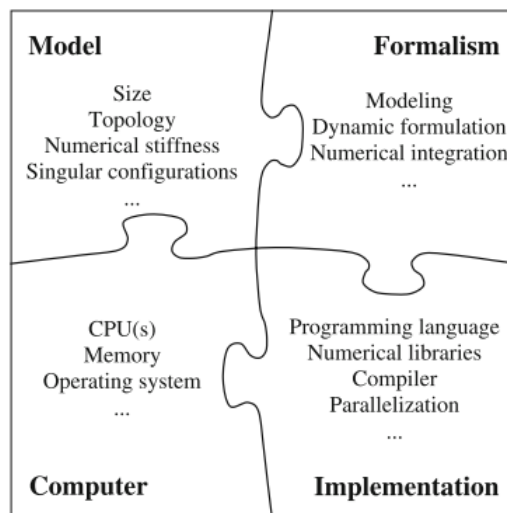 Model
Size
Topology
Numerical stiffness
Singular configurations
...
Formalism
Modeling
Dynamic formulation
Numerical integration
...
CPU(s)
Memory
Operating system
...
Computer
Programming language
Numerical libraries
Compiler
Parallelization
...
Implementation